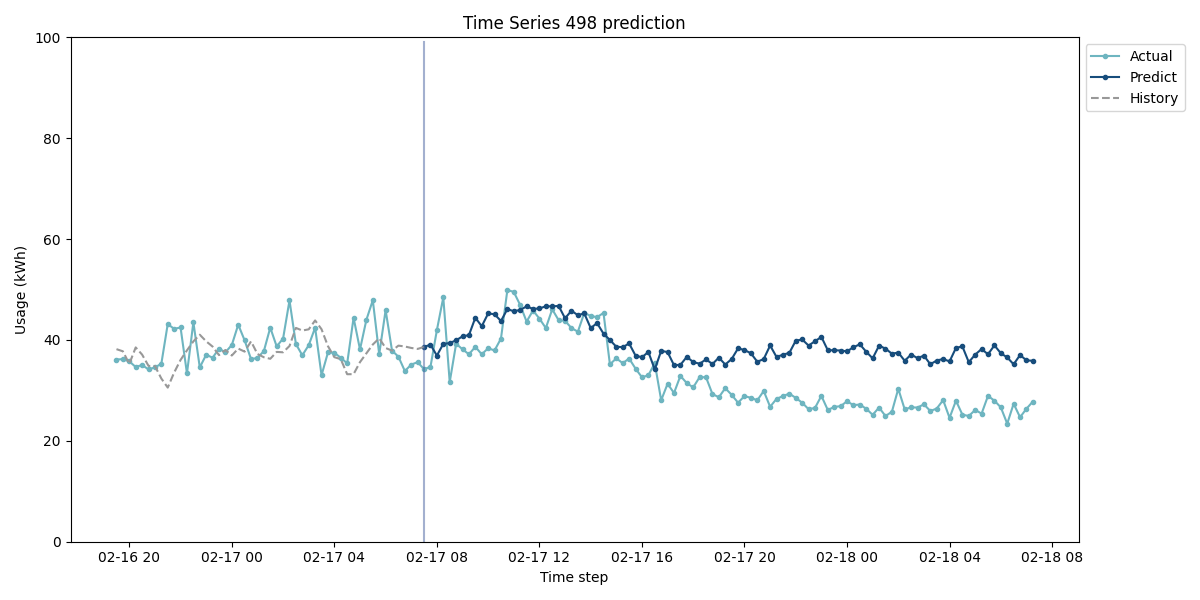 Time Series 498 prediction
Usage (kWh)
100
80
60
40
20
0
02-16 20 02-17 00 02-17 04 02-17 08 02-17 12 02-17 16 02-17 20 02-18 00 02-18 04 02-18 08
Time step
Actual
Predict
History